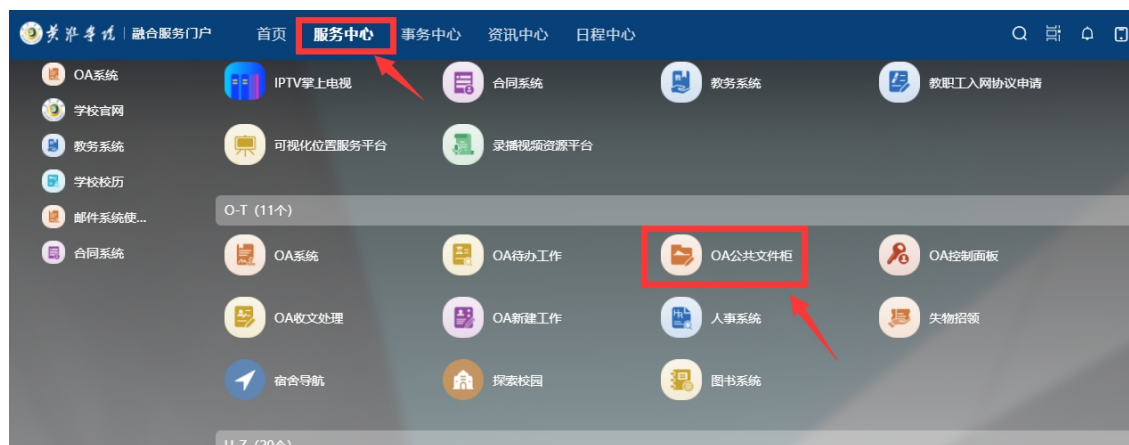 黄淮学院 融合服务门户 首页 服务中心 事务中心 资讯中心 日程中心
OA系统
学校官网
教务系统
学校校历
邮件系统使...
合同系统
IPTV掌上电视 合同系统 教务系统 教职工入网协议申请
可视化位置服务平台 录播视频资源平台
O-T (11个)
OA系统 OA待办工作 OA公共文件柜 OA控制面板
OA收文处理 OA新建工作 人事系统 失物招领
宿舍导航 探索校园 图书系统
U-Z (20个)